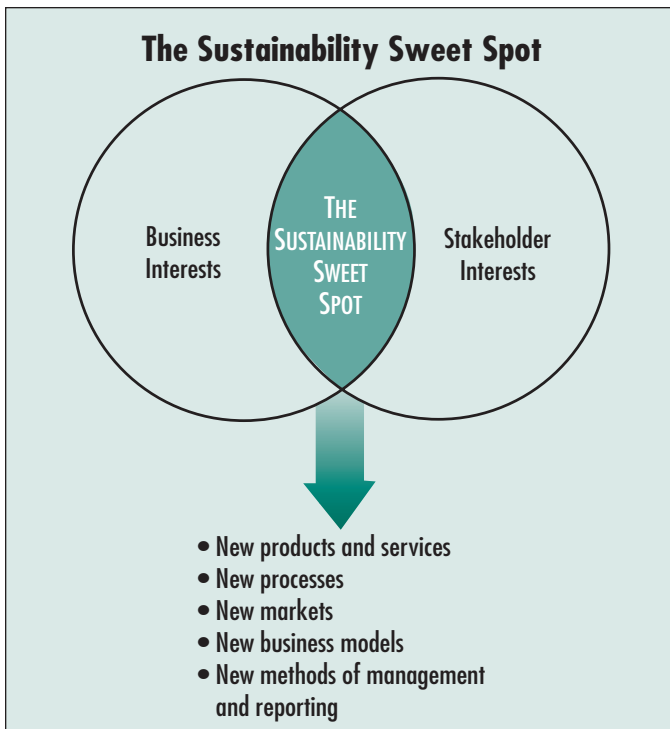 The Sustainability Sweet Spot
Business
Interests
THE
SUSTAINABILITY
SWEET
SPOT
Stakeholder
Interests
• New products and services
• New processes
• New markets
• New business models
• New methods of management
and reporting